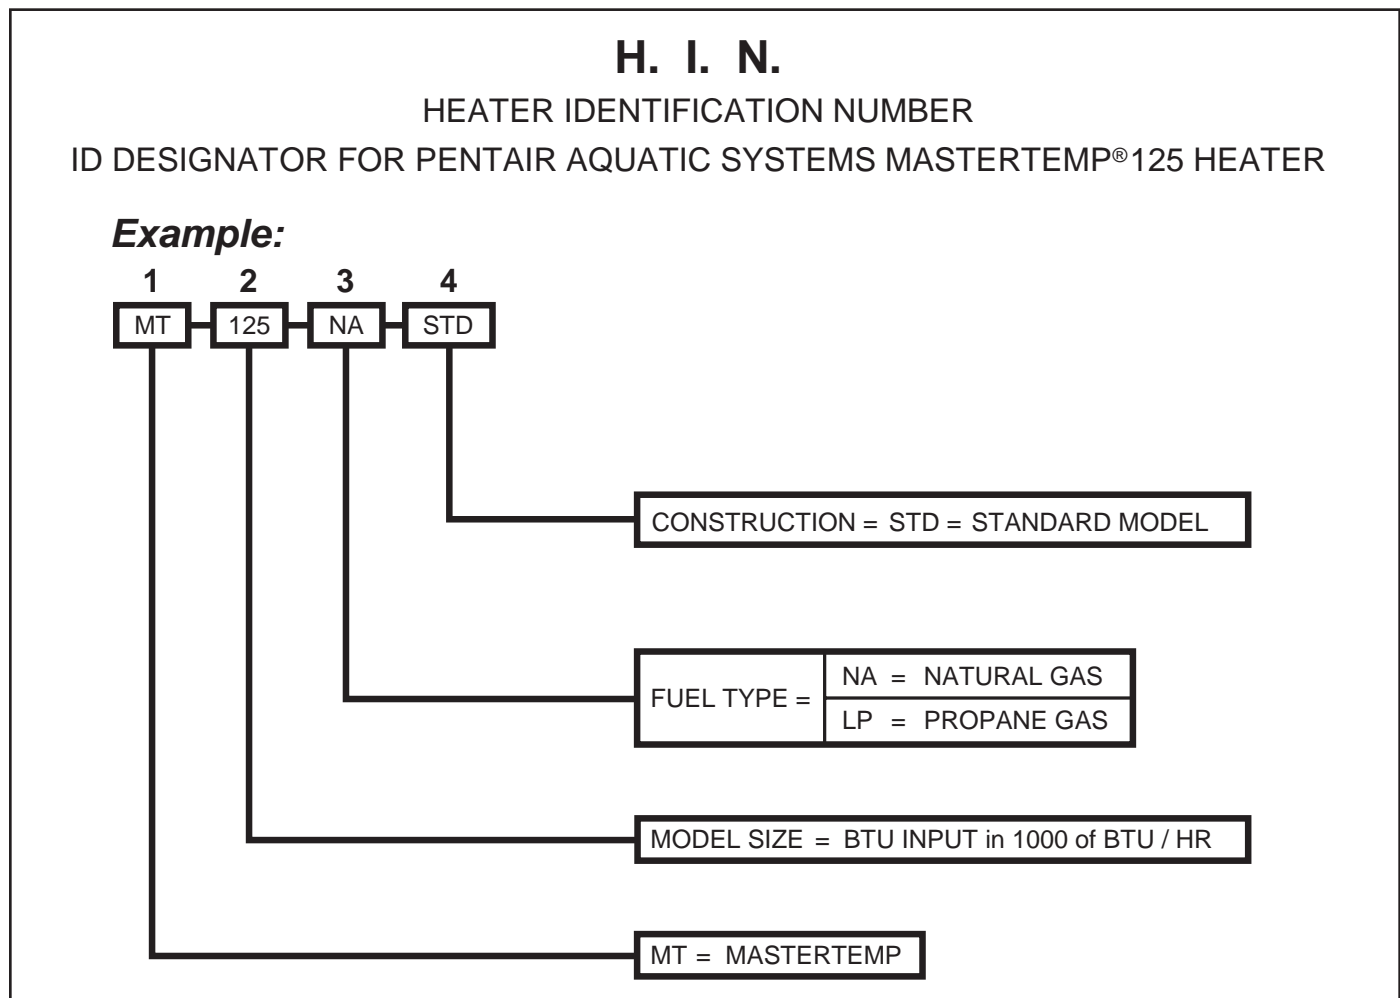 H. I. N.
HEATER IDENTIFICATION NUMBER
ID DESIGNATOR FOR PENTAIR AQUATIC SYSTEMS MASTERTEMP®125 HEATER
Example:
1 2 3 4
MT 125 NA STD
CONSTRUCTION = STD = STANDARD MODEL
FUEL TYPE =
NA = NATURAL GAS
LP = PROPANE GAS
MODEL SIZE = BTU INPUT in 1000 of BTU / HR
MT = MASTERTEMP